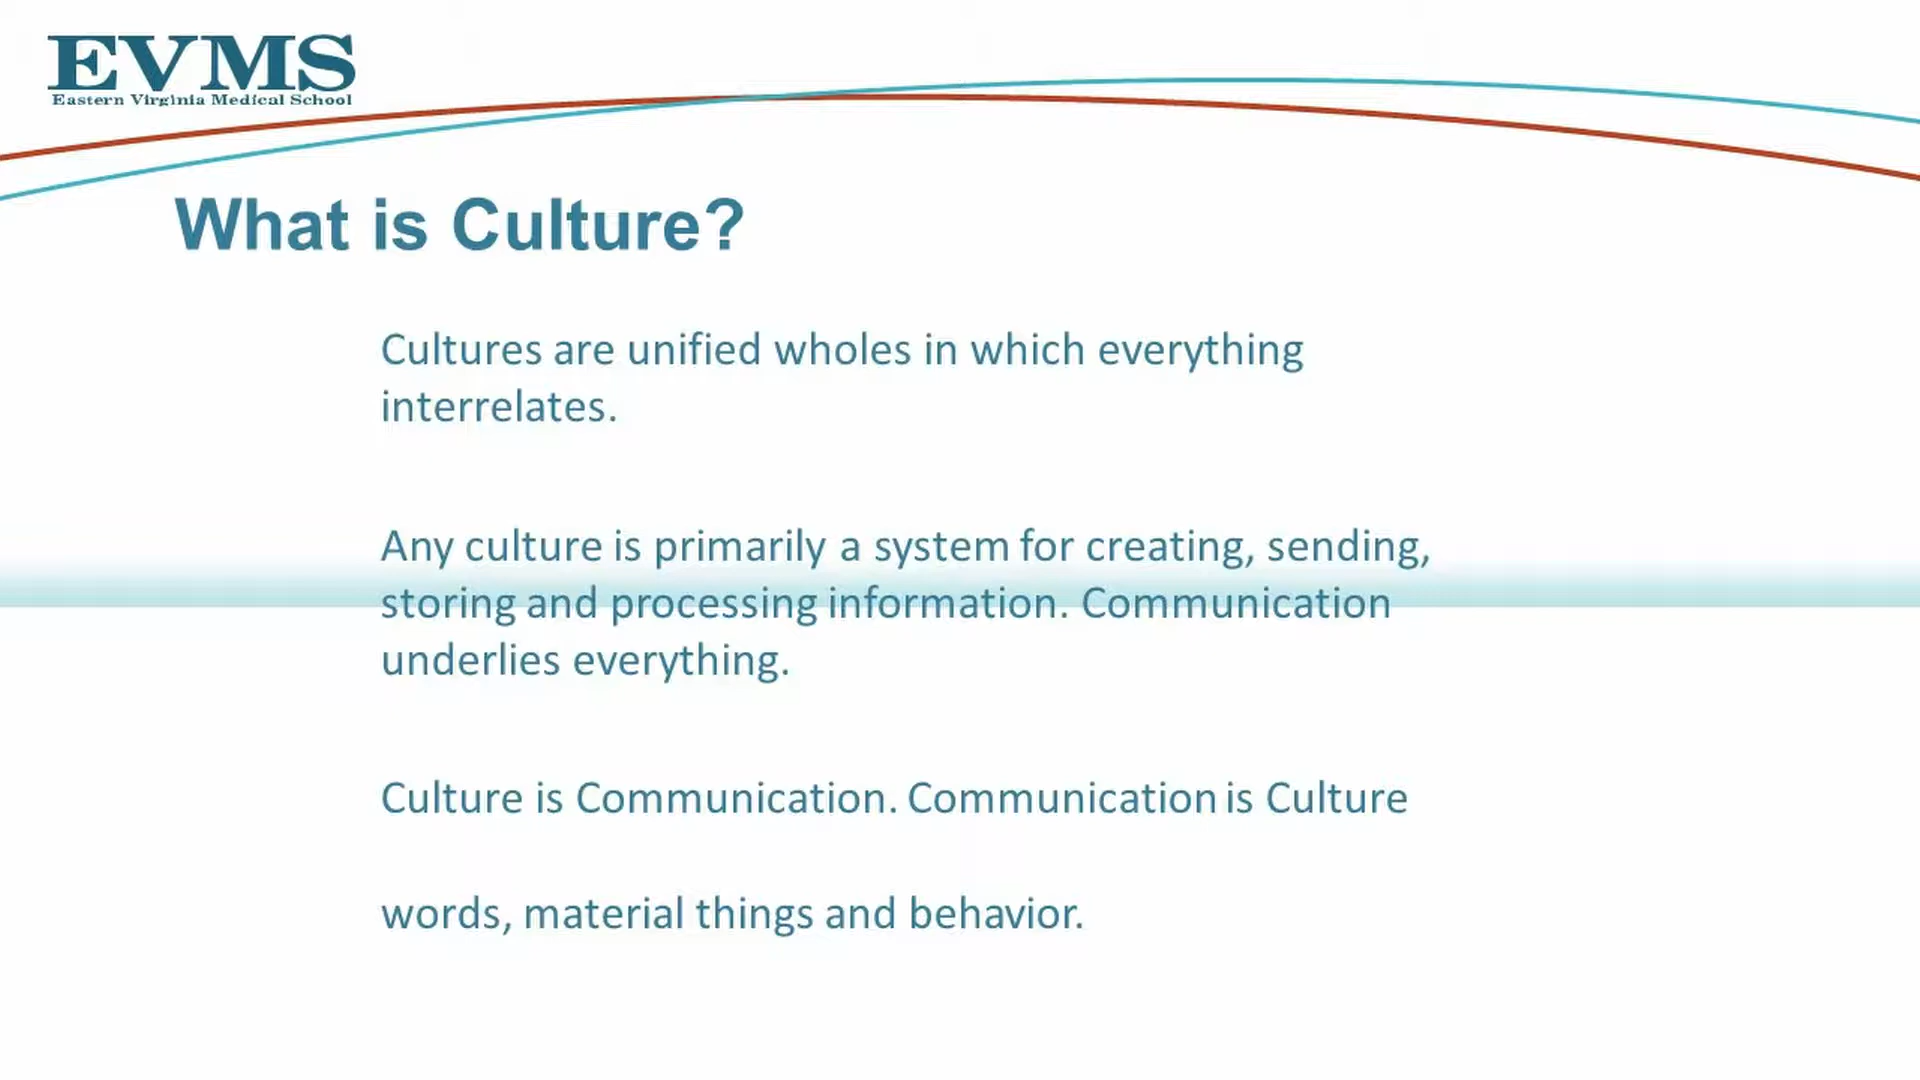 EVMS
Eastern Virginia Medical School
What is Culture?
Cultures are unified wholes in which everything
interrelates.
Any culture is primarily a system for creating, sending,
storing and processing information. Communication
underlies everything.
Culture is Communication. Communication is Culture
words, material things and behavior.